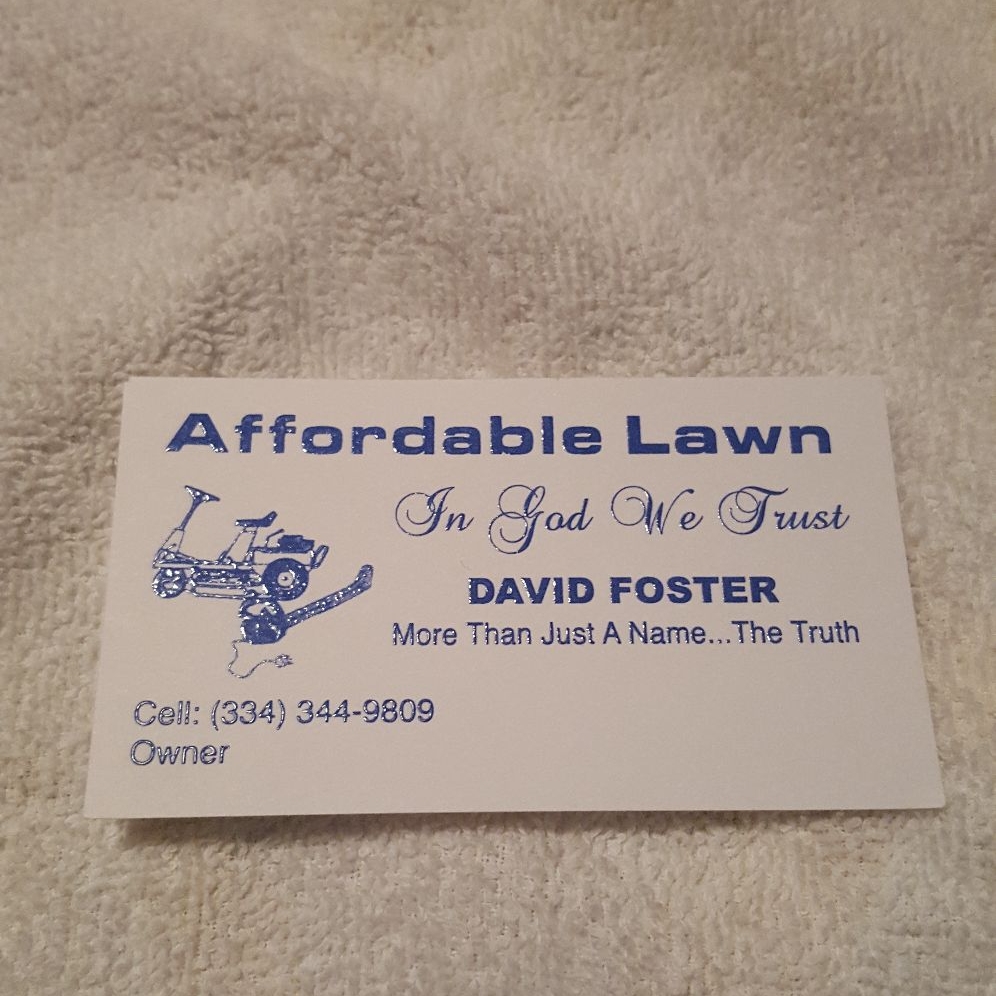 Affordable Lawn
In God We Trust
DAVID FOSTER
More Than Just A Name...The Truth
Cell: (334) 344-9809
Owner